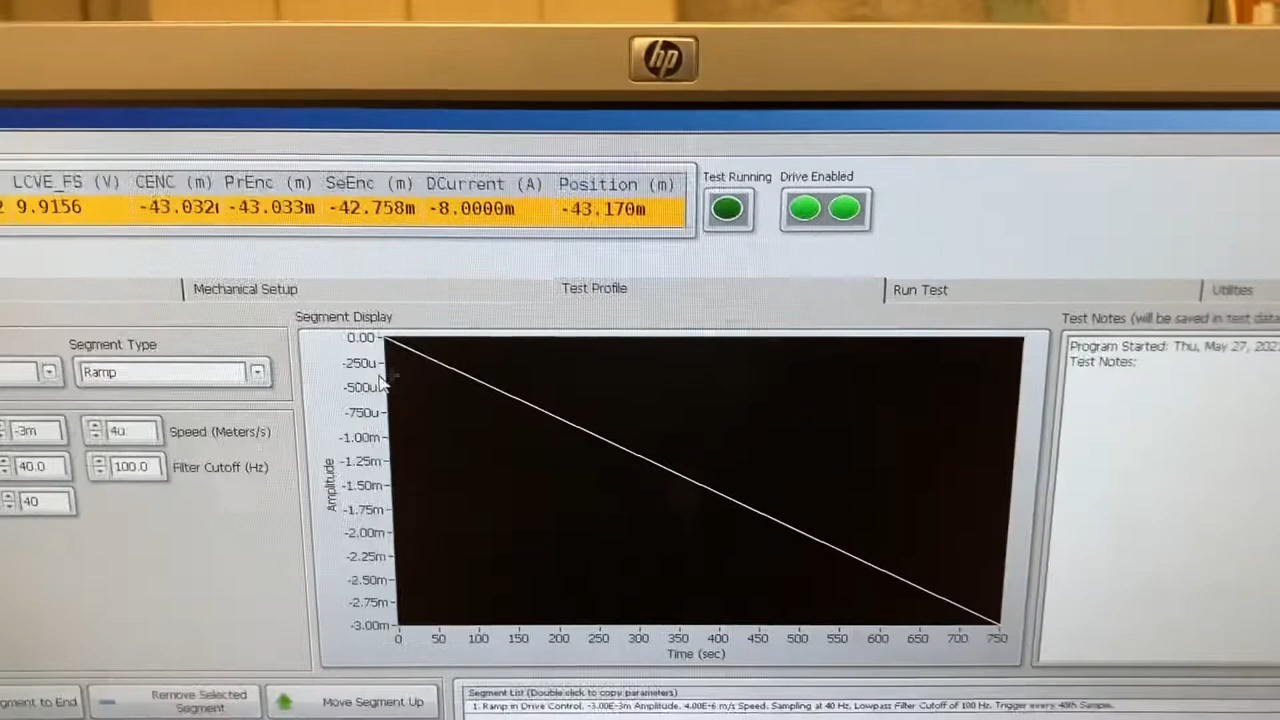 hp
LCVE_FS (V) CENC (m) PrEnc (m) SeEnc (m) DCurrent (A) Position (m)
9.9156 -43.032 -43.033m -42.758m -8.0000m -43.170m
Test Running Drive Enabled
Mechanical Setup Test Profile Run Test Utilities
Segment Type
Ramp
-3m 4u Speed (Meters/s)
40.0 100.0 Filter Cutoff (Hz)
40
Segment Display
0.00
-250u
-500u
-750u
-1.00m
-1.25m
-1.50m
-1.75m
-2.00m
-2.25m
-2.50m
-2.75m
-3.00m
Amplitude
0 50 100 150 200 250 300 350 400 450 500 550 600 650 700 750
Time (sec)
Test Notes (will be saved in test data
Program Started: Thu, May 27, 202
Test Notes:
gment to End
Remove Selected
Segment
Move Segment Up
Segment List (Double click to copy parameters)
1. Ramp in Drive Control, -3.00E-3m Amplitude, 4.00E-6 m/s Speed. Sampling at 40 Hz, Lowpass Filter Cutoff of 100 Hz. Trigger every 40th Sample.